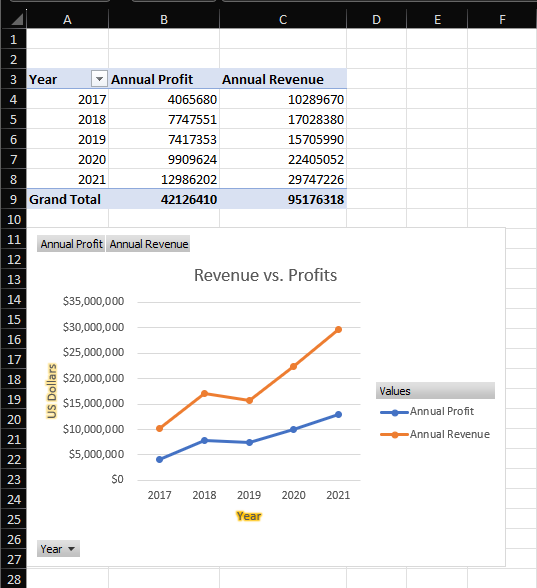 A B C D E F
1
2
3 Year Annual Profit Annual Revenue
4 2017 4065680 10289670
5 2018 7747551 17028380
6 2019 7417353 15705990
7 2020 9909624 22405052
8 2021 12986202 29747226
9 Grand Total 42126410 95176318
10
11 Annual Profit Annual Revenue
12
13 Revenue vs. Profits
14 $35,000,000
15
16 $30,000,000
17 $25,000,000
18 $20,000,000
19 $15,000,000
20 $10,000,000
21
22 $5,000,000
23 $0
24 2017 2018 2019 2020 2021
25 Year
26
27 Year
28
US Dollars
Values
Annual Profit
Annual Revenue